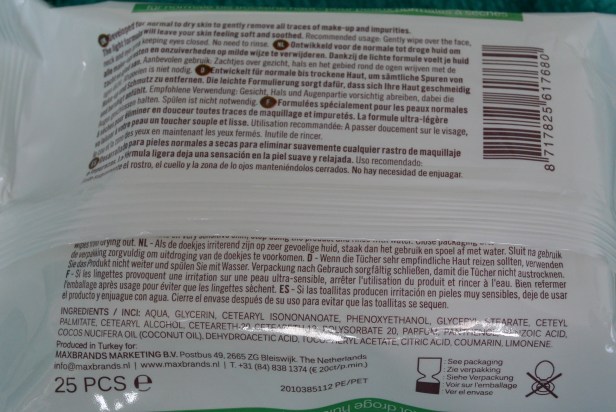 Developed for normal to dry skin to gently remove all traces of make-up and impurities.
The light formula will leave your skin feeling soft and soothed. Recommended usage: Gently wipe over the face,
keeping eyes closed. No need to rinse. NL Ontwikkeld voor de normale tot droge huid om
en onzuiverheden op milde wijze te verwijderen. Dankzij de lichte formule voelt je huid
Aanbevolen gebruik: Zachtjes over gezicht, hals en het gebied rond de ogen wrijven met de
is niet nodig. D Entwickelt für normale bis trockene Haut, um sämtliche Spuren von
zu entfernen. Die leichte Formulierung sorgt dafür, dass sich Ihre Haut geschmeidig
Empfohlene Verwendung: Gesicht, Hals und Augenpartie vorsichtig abreiben, dabei die
halten. Spülen ist nicht notwendig. F Formulées spécialement pour les peaux normales
éliminer en douceur toutes traces de maquillage et impuretés. La formule ultra-légère
peau un toucher souple et lisse. Utilisation recommandée: A passer doucement sur le visage,
yeux en maintenant les yeux fermés. Inutile de rincer.
para pieles normales a secas para eliminar suavemente cualquier rastro de maquillaje
fórmula ligera deja una sensación en la piel suave y relajada. Uso recomendado:
el rostro, el cuello y la zona de lo ojos manteniéndolos cerrados. No hay necesidad de enjuagar.
8 717825 617680
drying out. NL - Als de doekjes irriterend zijn op zeer gevoelige huid, staak dan het gebruik en spoel af met water. Sluit na gebruik
de verpakking zorgvuldig om uitdroging van de doekjes te voorkomen. D - Wenn die Tücher sehr empfindliche Haut reizen sollten, verwenden
Sie das Produkt nicht weiter und spülen Sie mit Wasser. Verpackung nach Gebrauch sorgfältig schließen, damit die Tücher nicht austrocknen.
F - Si les lingettes provoquent une irritation sur une peau ultra-sensible, arrêter l'utilisation du produit et rincer à l'eau. Bien refermer
l'emballage après usage pour éviter que les lingettes sèchent. ES - Si las toallitas producen irritación en pieles muy sensibles, deje de usar
el producto y enjuague con agua. Cierre el envase después de su uso para evitar que las toallitas se sequen.
INGREDIENTS / INCI: AQUA, GLYCERIN, CETEARYL ISONONANOATE, PHENOXYETHANOL, GLYCERYL STEARATE, CETEYL
PALMITATE, CETEARYL ALCOHOL, CETEARETH-20, CETEARETH-12, POLYSORBATE 20, PARFUM, PANTHENOL, BENZOIC ACID,
COCOS NUCIFERA OIL (COCONUT OIL), DEHYDROACETIC ACID, TOCOPHERYL ACETATE, CITRIC ACID, COUMARIN, LIMONENE.
Produced in Turkey for:
MAXBRANDS MARKETING B.V. Postbus 49, 2665 ZG Bleiswijk. The Netherlands
info@maxbrands.nl | www.maxbrands.nl | T. +31 (84) 838 1374 (€ 20ct/p.min.)
25 PCS e
2010385112 PE/PET
: See packaging
: Zie verpakking
: Siehe Verpackung
: Voir sur l'emballage
: Ver el envase